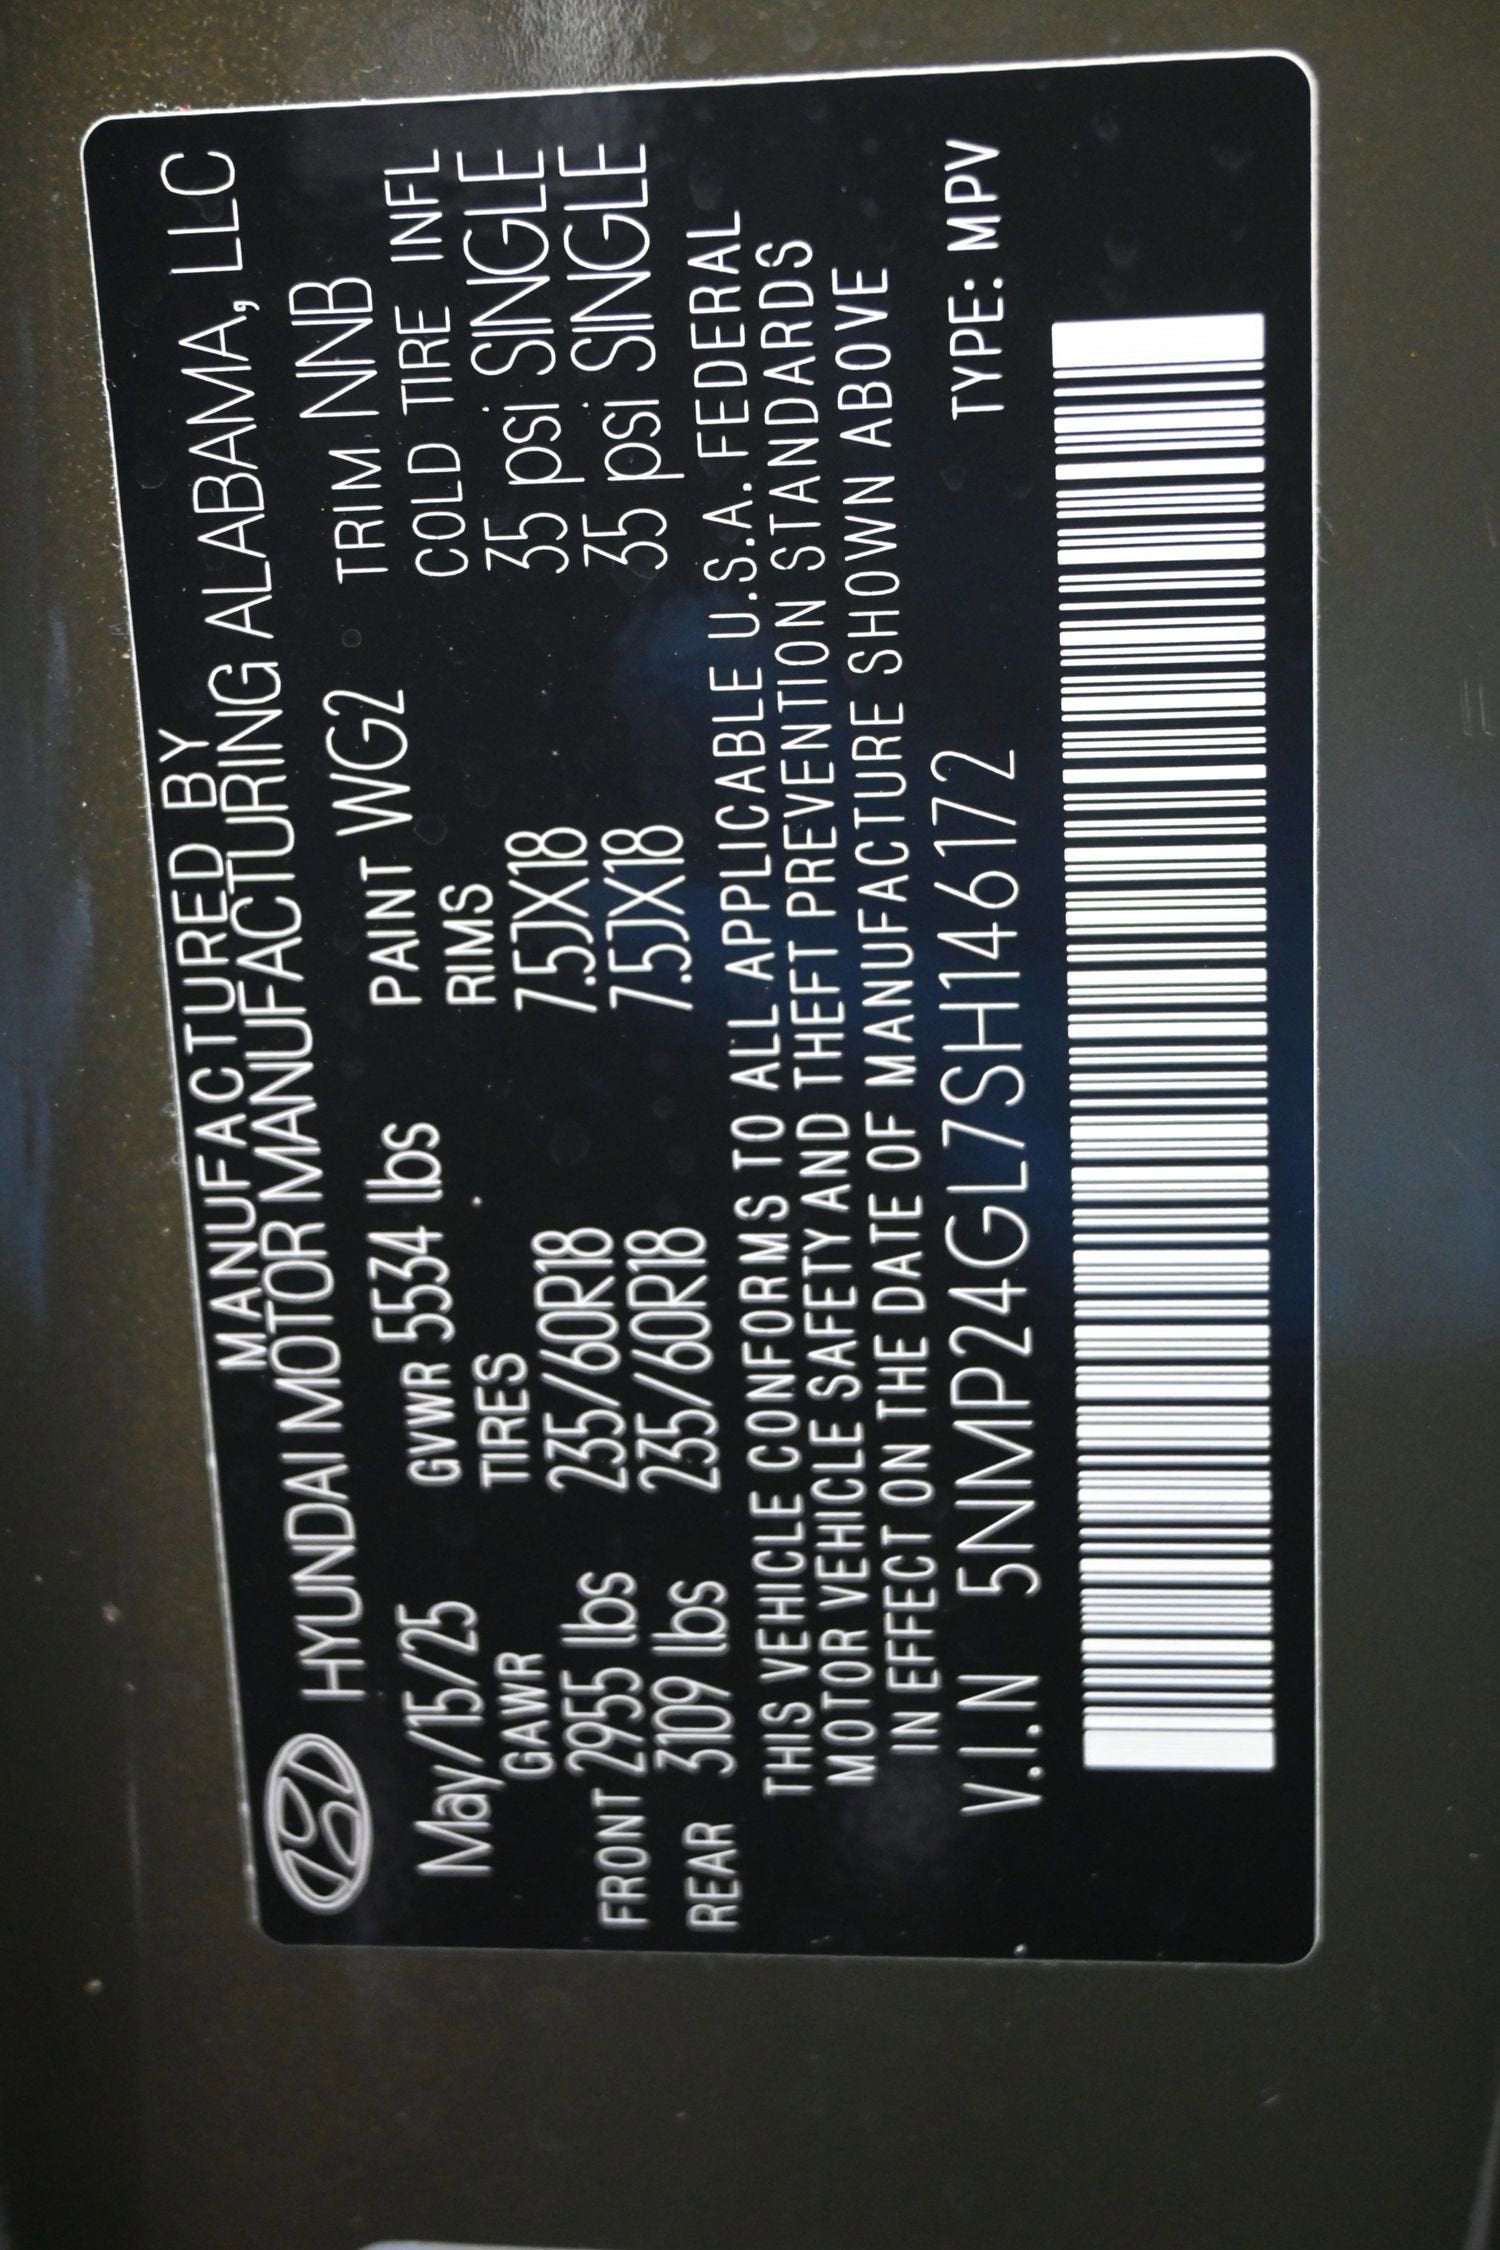 MANUFACTURED BY
HYUNDAI MOTOR MANUFACTURING ALABAMA, LLC
May/15/25 GVWR 5534 lbs PAINT WG2 TRIM NNB
GAWR TIRES RIMS COLD TIRE INFL
FRONT 2955 lbs 235/60R18 7.5JX18 35 psi SINGLE
REAR 3109 lbs 235/60R18 7.5JX18 35 psi SINGLE
THIS VEHICLE CONFORMS TO ALL APPLICABLE U.S.A. FEDERAL
MOTOR VEHICLE SAFETY AND THEFT PREVENTION STANDARDS
IN EFFECT ON THE DATE OF MANUFACTURE SHOWN ABOVE
V.I.N 5NMP24GL7SH146172 TYPE: MPV